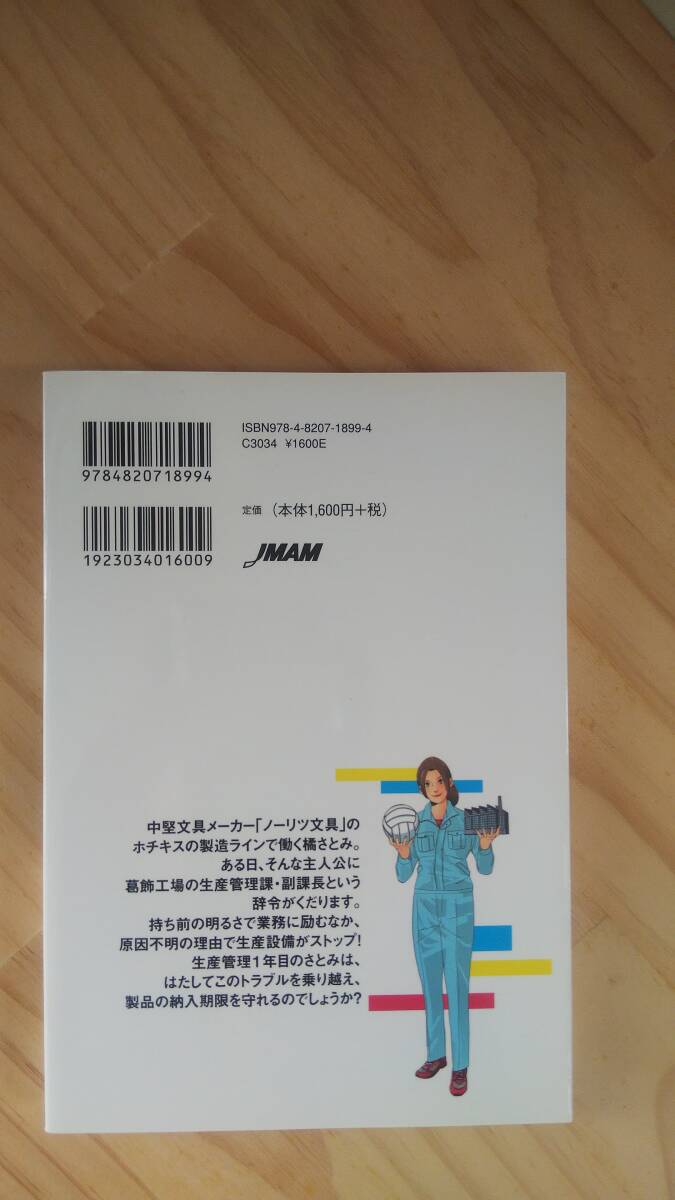 ISBN978-4-8207-1899-4
C3034 ¥1600E
9784820718994
定価（本体1,600円＋税）
1923034016009
JMAM
中堅文具メーカー「ノーリツ文具」の
ホチキスの製造ラインで働く橘さとみ。
ある日、そんな主人公に
葛飾工場の生産管理課・副課長という
辞令がくだります。
持ち前の明るさで業務に励むなか、
原因不明の理由で生産設備がストップ！
生産管理1年目のさとみは、
はたしてこのトラブルを乗り越え、
製品の納入期限を守れるのでしょうか？